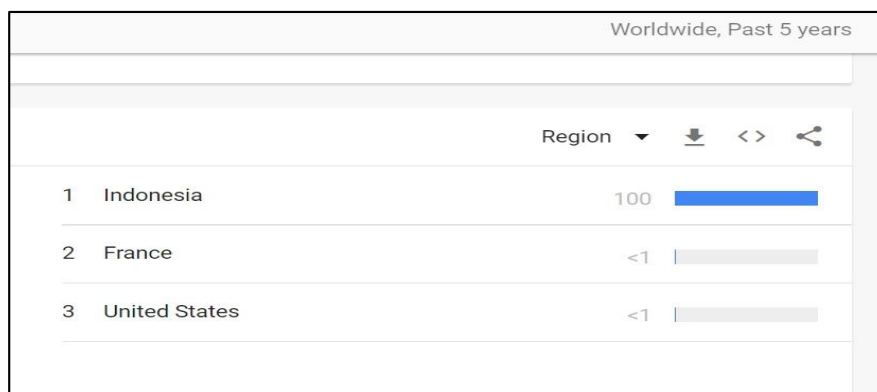 Worldwide, Past 5 years
Region
1 Indonesia 100
2 France <1
3 United States <1